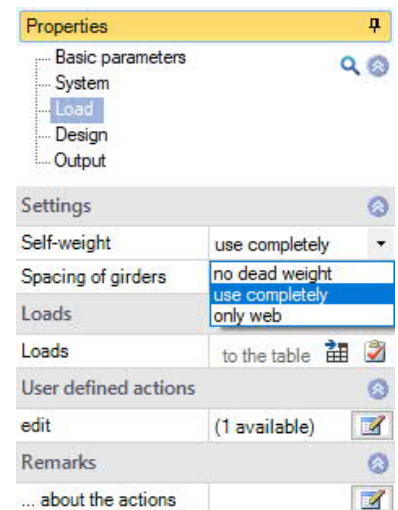 Properties
Basic parameters
System
Load
Design
Output
Settings
Self-weight use completely
Spacing of girders no dead weight
use completely
Loads only web
Loads to the table
User defined actions
edit (1 available)
Remarks
... about the actions